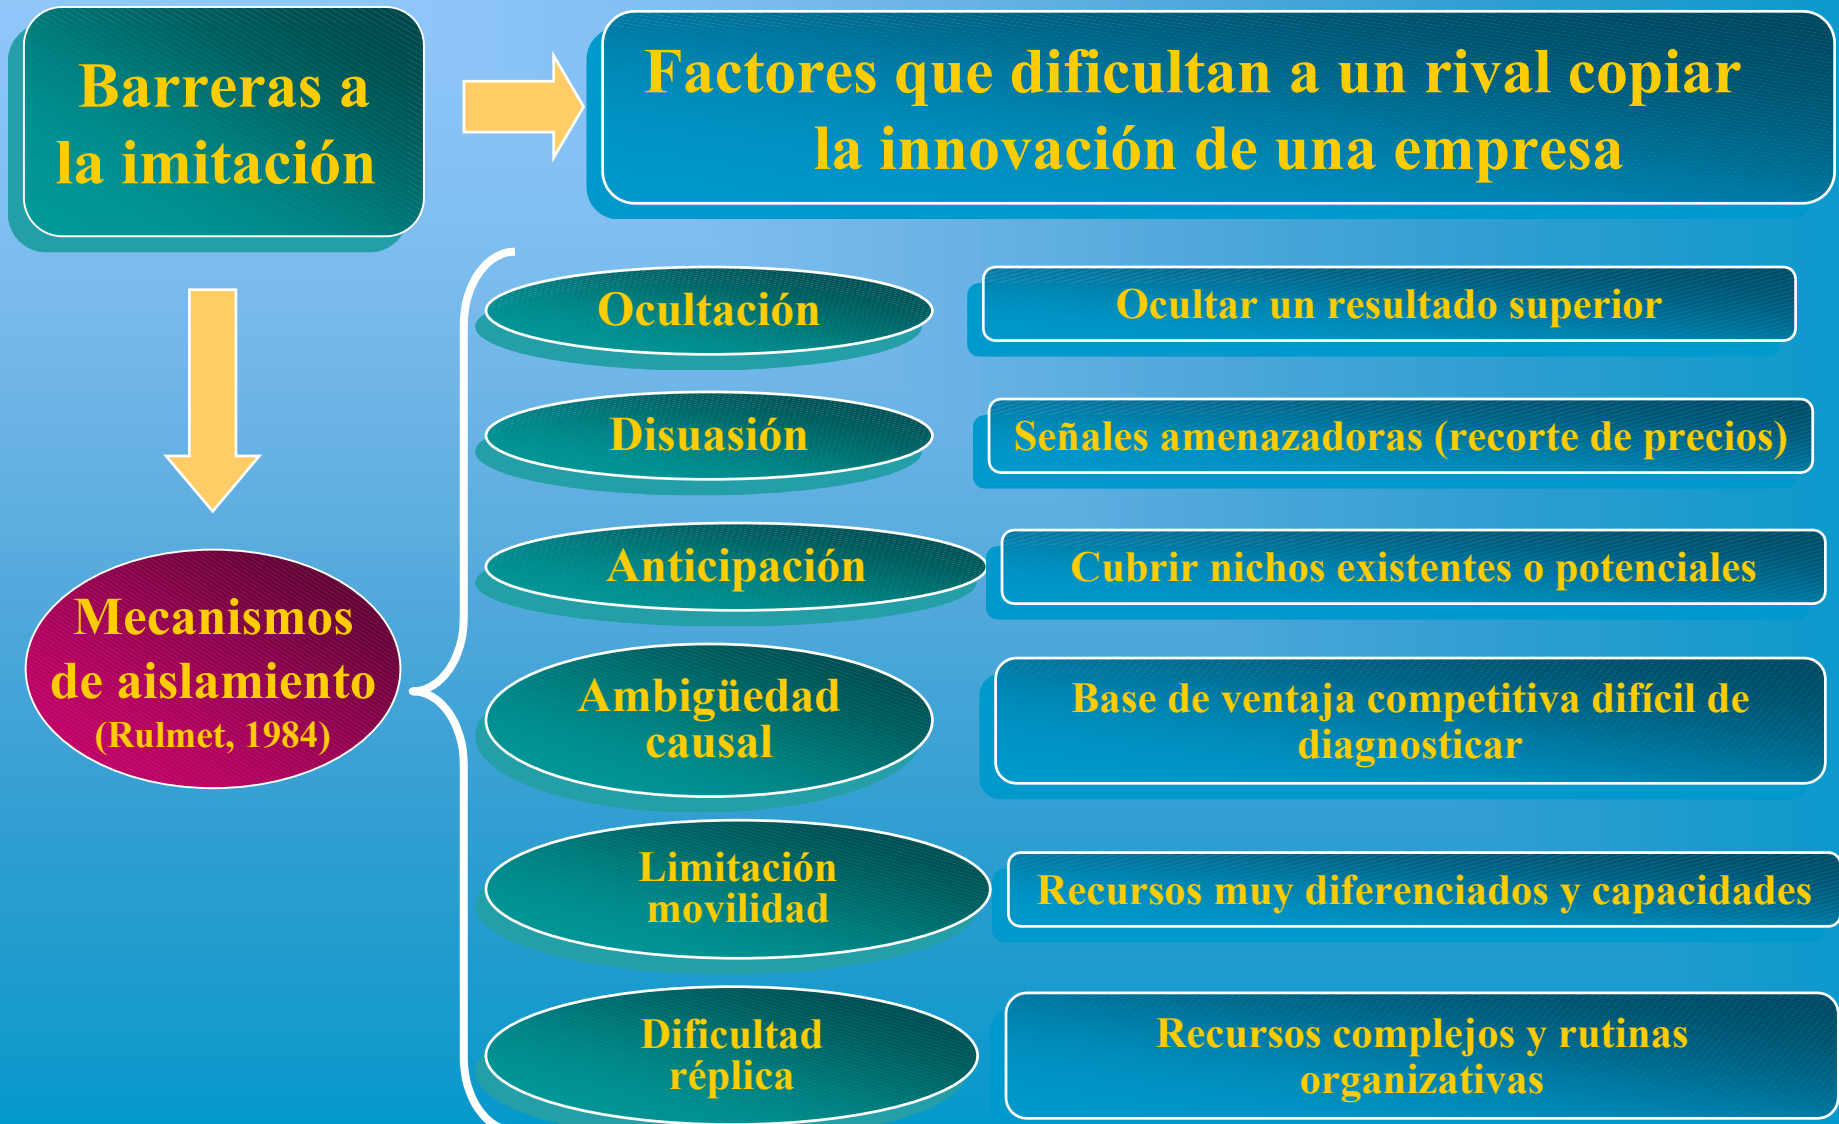 Barreras a
la imitación
Factores que dificultan a un rival copiar
la innovación de una empresa
Mecanismos
de aislamiento
(Rulmet, 1984)
Ocultación
Ocultar un resultado superior
Disuasión
Señales amenazadoras (recorte de precios)
Anticipación
Cubrir nichos existentes o potenciales
Ambigüedad
causal
Base de ventaja competitiva difícil de
diagnosticar
Limitación
movilidad
Recursos muy diferenciados y capacidades
Dificultad
réplica
Recursos complejos y rutinas
organizativas